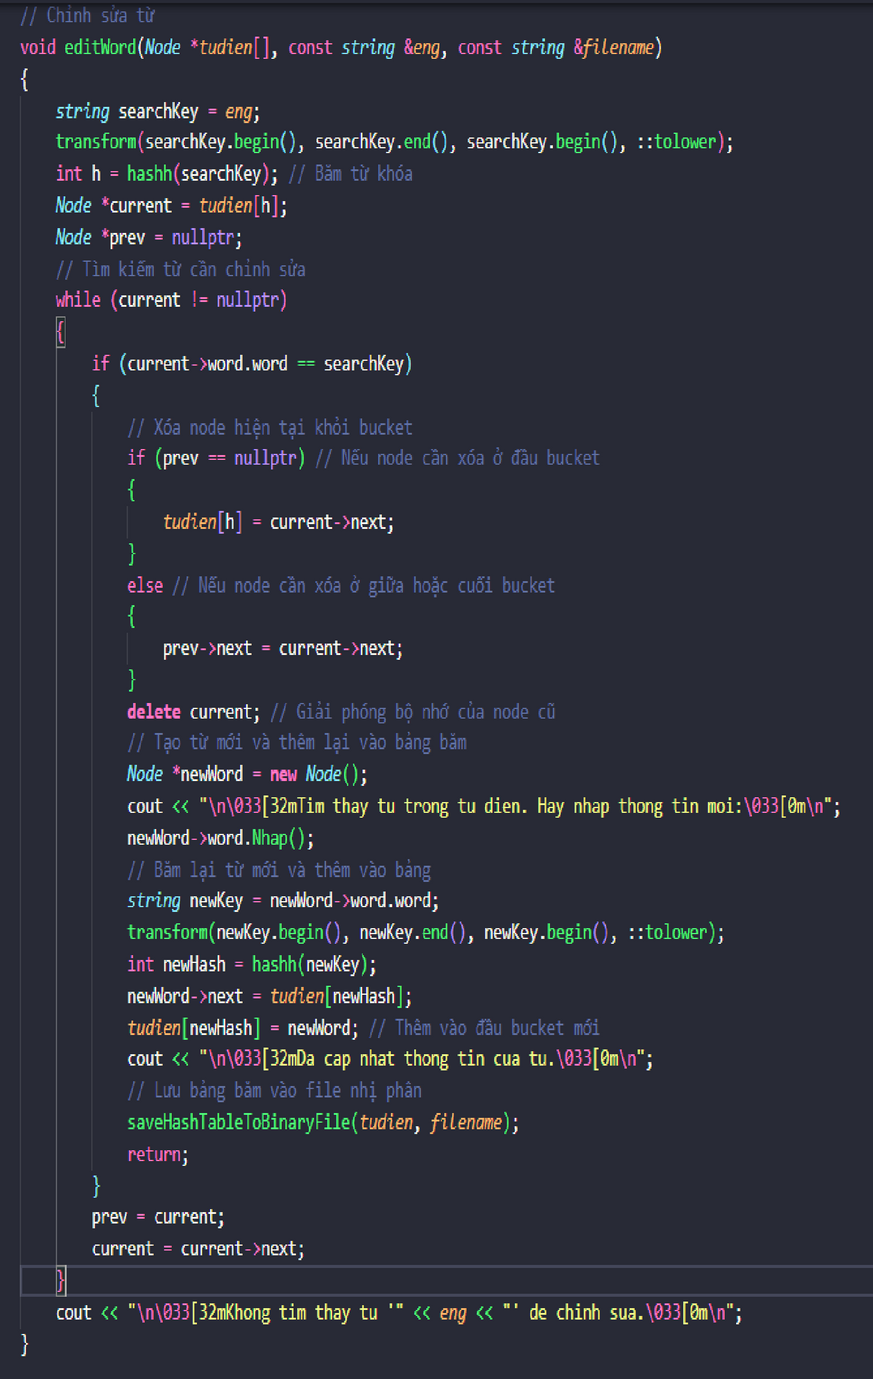 // Chỉnh sửa từ
void editWord(Node *tudien[], const string &eng, const string &filename)
{
    string searchKey = eng;
    transform(searchKey.begin(), searchKey.end(), searchKey.begin(), ::tolower);
    int h = hashh(searchKey); // Băm từ khóa
    Node *current = tudien[h];
    Node *prev = nullptr;
    // Tìm kiếm từ cần chỉnh sửa
    while (current != nullptr)
    {
        if (current->word.word == searchKey)
        {
            // Xóa node hiện tại khỏi bucket
            if (prev == nullptr) // Nếu node cần xóa ở đầu bucket
            {
                tudien[h] = current->next;
            }
            else // Nếu node cần xóa ở giữa hoặc cuối bucket
            {
                prev->next = current->next;
            }
            delete current; // Giải phóng bộ nhớ của node cũ
            // Tạo từ mới và thêm lại vào bảng băm
            Node *newWord = new Node();
            cout << "\n\033[32mTim thay tu trong tu dien. Hay nhap thong tin moi:\033[0m\n";
            newWord->word.Nhap();
            // Băm lại từ mới và thêm vào bảng
            string newKey = newWord->word.word;
            transform(newKey.begin(), newKey.end(), newKey.begin(), ::tolower);
            int newHash = hashh(newKey);
            newWord->next = tudien[newHash];
            tudien[newHash] = newWord; // Thêm vào đầu bucket mới
            cout << "\n\033[32mDa cap nhat thong tin cua tu.\033[0m\n";
            // Lưu bảng băm vào file nhị phân
            saveHashTableToBinaryFile(tudien, filename);
            return;
        }
        prev = current;
        current = current->next;
    }
    cout << "\n\033[32mKhong tim thay tu '" << eng << "' de chinh sua.\033[0m\n";
}